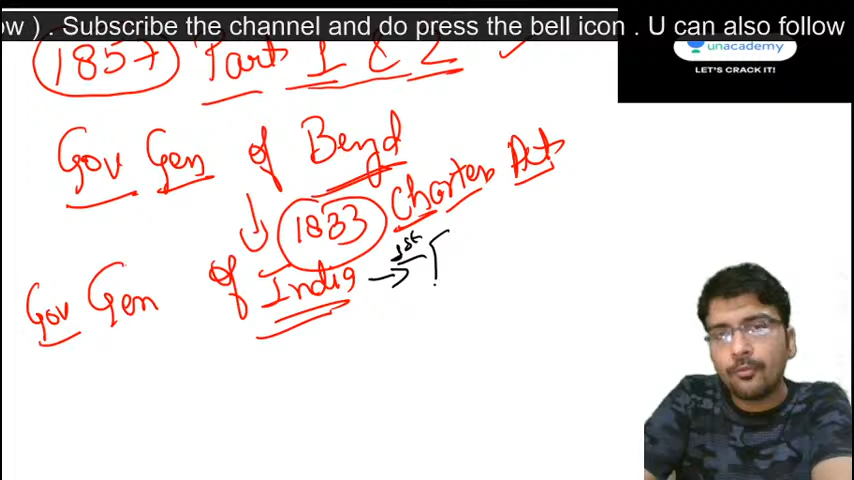 ow ) . Subscribe the channel and do press the bell icon . U can also follow
unacademy
LET'S CRACK IT!
1857 Part 1 & 2
Gov Gen of Bengal
1833 Charter Act
Gov Gen of India → 1st